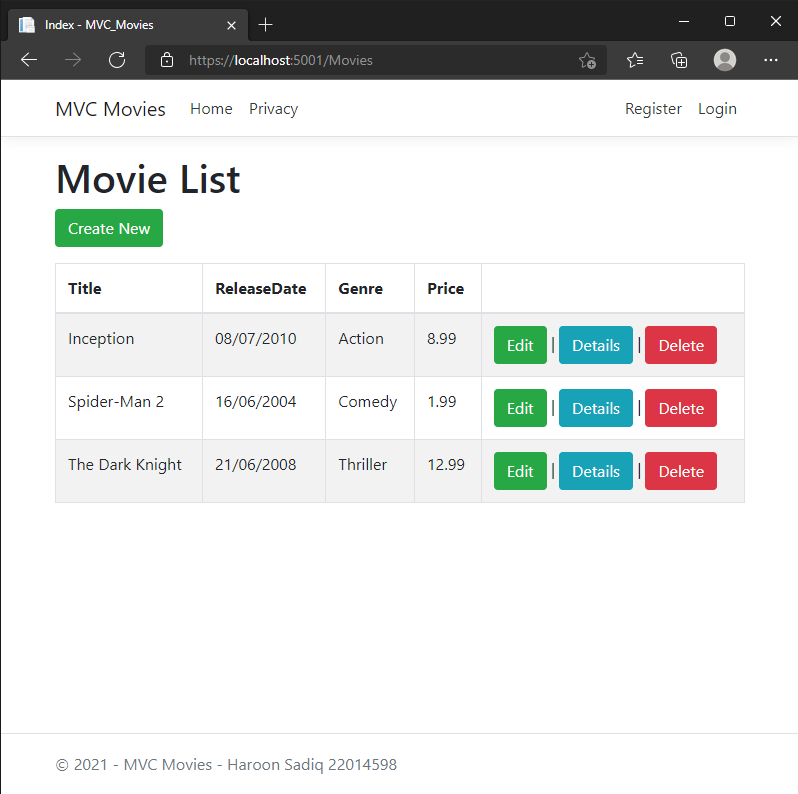 Index - MVC_Movies
https://localhost:5001/Movies
MVC Movies Home Privacy Register Login
Movie List
Create New
Title ReleaseDate Genre Price
Inception 08/07/2010 Action 8.99 Edit | Details | Delete
Spider-Man 2 16/06/2004 Comedy 1.99 Edit | Details | Delete
The Dark Knight 21/06/2008 Thriller 12.99 Edit | Details | Delete
© 2021 - MVC Movies - Haroon Sadiq 22014598